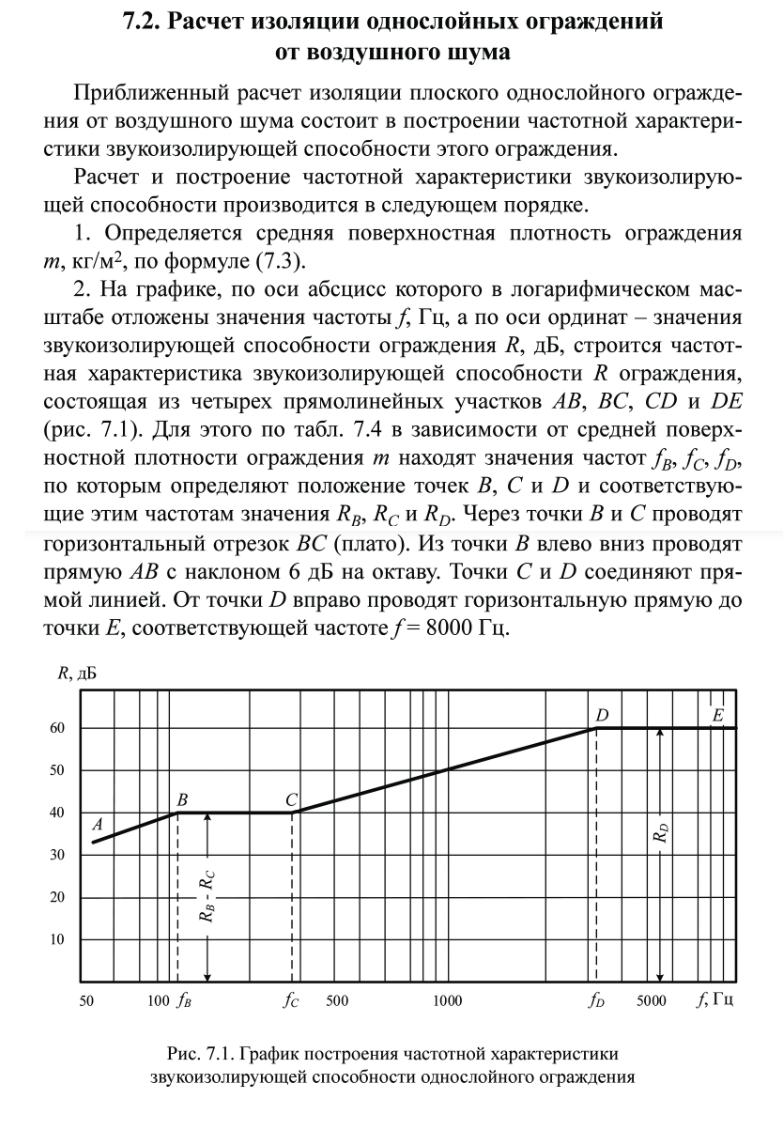 7.2. Расчет изоляции однослойных ограждений
от воздушного шума
Приближенный расчет изоляции плоского однослойного огражде-
ния от воздушного шума состоит в построении частотной характери-
стики звукоизолирующей способности этого ограждения.
Расчет и построение частотной характеристики звукоизолирую-
щей способности производится в следующем порядке.
1. Определяется средняя поверхностная плотность ограждения
m, кг/м², по формуле (7.3).
2. На графике, по оси абсцисс которого в логарифмическом мас-
штабе отложены значения частоты f, Гц, а по оси ординат – значения
звукоизолирующей способности ограждения R, дБ, строится частот-
ная характеристика звукоизолирующей способности R ограждения,
состоящая из четырех прямолинейных участков AB, BC, CD и DE
(рис. 7.1). Для этого по табл. 7.4 в зависимости от средней поверх-
ностной плотности ограждения m находят значения частот fB, fC, fD,
по которым определяют положение точек B, C и D и соответствую-
щие этим частотам значения RB, RC и RD. Через точки B и C проводят
горизонтальный отрезок BC (плато). Из точки B влево вниз проводят
прямую AB с наклоном 6 дБ на октаву. Точки C и D соединяют пря-
мой линией. От точки D вправо проводят горизонтальную прямую до
точки E, соответствующей частоте f = 8000 Гц.
R, дБ
D E
60
50
B C
40
A
RD
30
RB - RC
20
10
50 100 fB fC 500 1000 fD 5000 f, Гц
Рис. 7.1. График построения частотной характеристики
звукоизолирующей способности однослойного ограждения